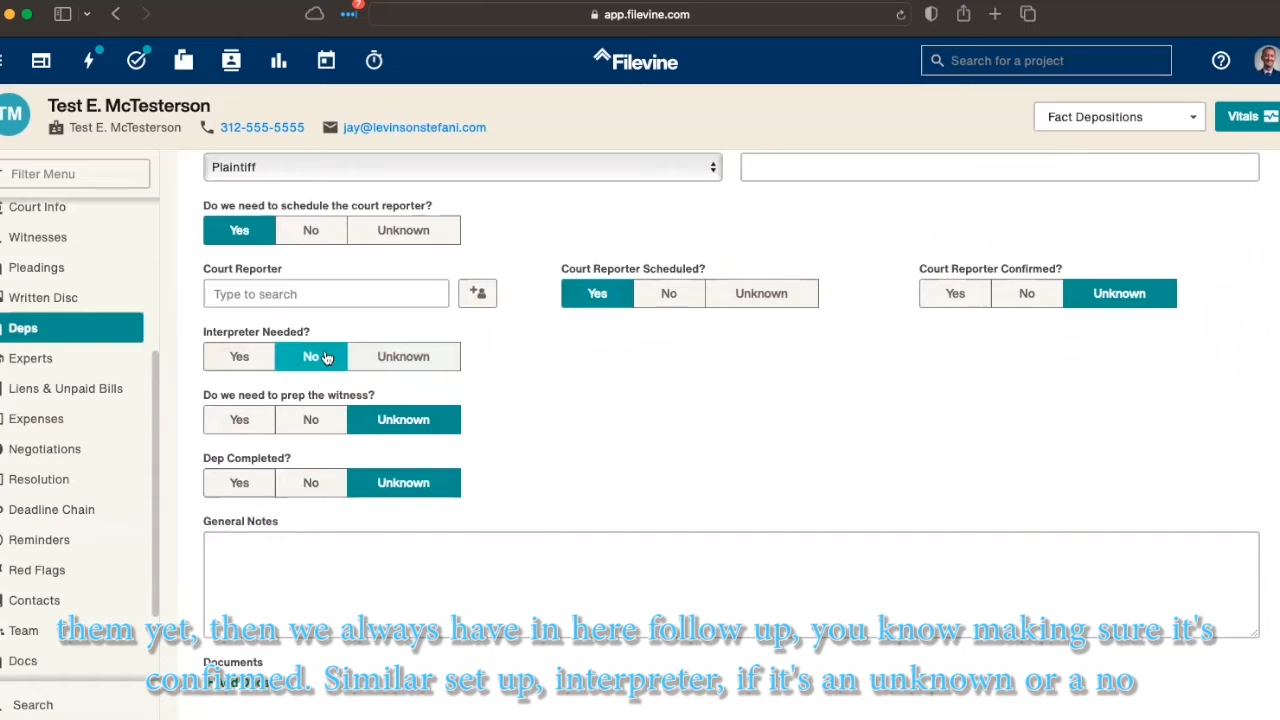 7
app.filevine.com
Filevine
Search for a project
TM
Test E. McTesterson
Test E. McTesterson 312-555-5555 jay@levinsonstefani.com
Fact Depositions
Vitals
Filter Menu
Court Info
Witnesses
Pleadings
Written Disc
Deps
Experts
Liens & Unpaid Bills
Expenses
Negotiations
Resolution
Deadline Chain
Reminders
Red Flags
Contacts
Team
Docs
Search
Plaintiff
Do we need to schedule the court reporter?
Yes No Unknown
Court Reporter
Type to search
Court Reporter Scheduled?
Yes No Unknown
Court Reporter Confirmed?
Yes No Unknown
Interpreter Needed?
Yes No Unknown
Do we need to prep the witness?
Yes No Unknown
Dep Completed?
Yes No Unknown
General Notes
Documents
them yet, then we always have in here follow up, you know making sure it's
confirmed. Similar set up, interpreter, if it's an unknown or a no